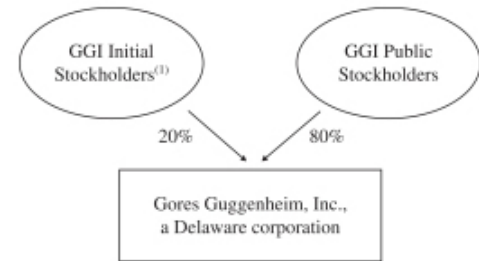 GGI Initial
Stockholders(1)
GGI Public
Stockholders
20%
80%
Gores Guggenheim, Inc.,
a Delaware corporation